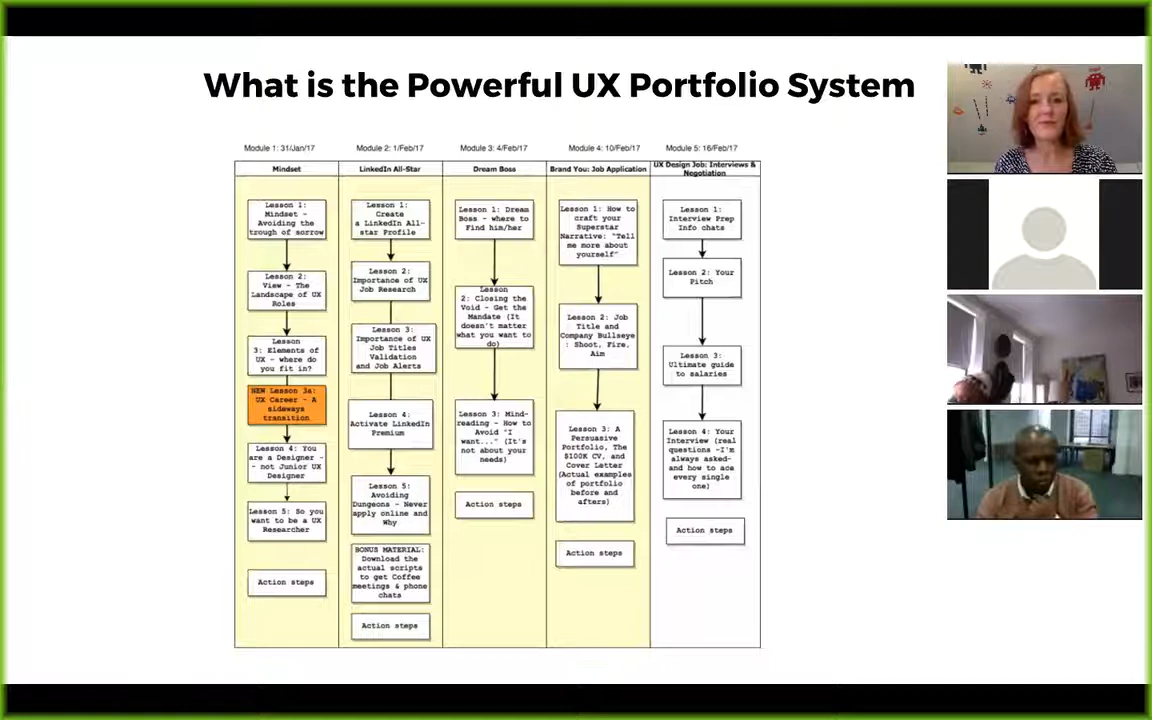 What is the Powerful UX Portfolio System
Module 1: 31/Jan/17
Module 2: 1/Feb/17
Module 3: 4/Feb/17
Module 4: 10/Feb/17
Module 5: 16/Feb/17
Mindset
LinkedIn All-Star
Dream Boss
Brand You: Job Application
UX Design Job: Interviews &
Negotiation
Lesson 1:
Mindset -
Avoiding the
trough of sorrow
Lesson 2:
View - The
Landscape of UX
Roles
Lesson
3: Elements of
UX - where do
you fit in?
NEW Lesson 3a:
UX Career - A
sideways
transition
Lesson 4: You
are a Designer -
- not Junior UX
Designer
Lesson 5: So you
want to be a UX
Researcher
Action steps
Lesson 1:
Create
a LinkedIn All-
star Profile
Lesson 2:
Importance of UX
Job Research
Lesson 3:
Importance of UX
Job Titles
Validation
and Job Alerts
Lesson 4:
Activate LinkedIn
Premium
Lesson 5:
Avoiding
Dungeons - Never
apply online and
Why
BONUS MATERIAL:
Download the
actual scripts
to get Coffee
meetings & phone
chats
Action steps
Lesson 1: Dream
Boss - where to
Find him/her
Lesson
2: Closing the
Void - Get the
Mandate (It
doesn't matter
what you want to
do)
Lesson 3: Mind-
reading - How to
Avoid "I
want..." (It's
not about your
needs)
Action steps
Lesson 1: How to
craft your
Superstar
Narrative: "Tell
me more about
yourself"
Lesson 2: Job
Title and
Company Bullseye
: Shoot, Fire,
Aim
Lesson 3: A
Persuasive
Portfolio, The
$100K CV, and
Cover Letter
(Actual examples
of portfolio
before and
afters)
Action steps
Lesson 1:
Interview Prep
Info chats
Lesson 2: Your
Pitch
Lesson 3:
Ultimate guide
to salaries
Lesson 4: Your
Interview (real
questions -I'm
always asked-
and how to ace
every single
one)
Action steps